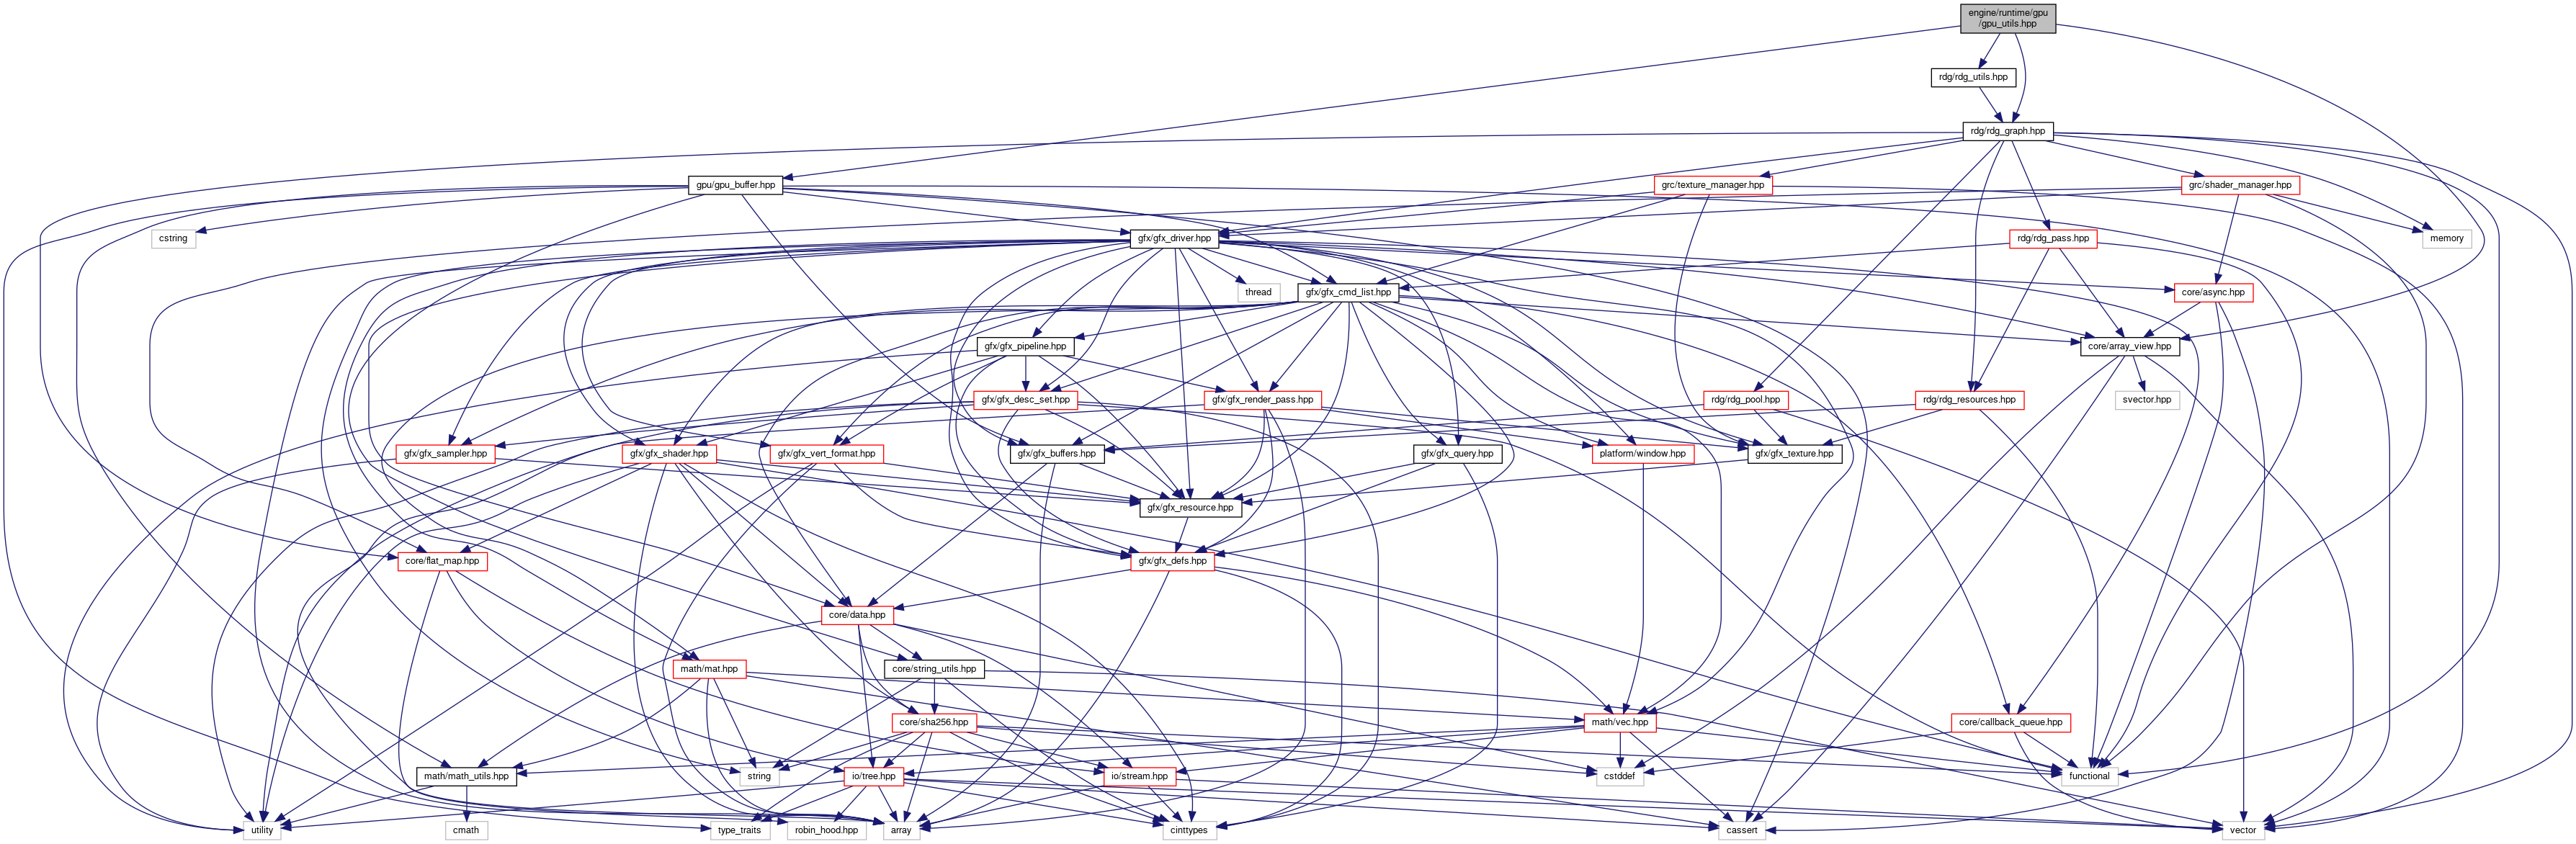 engine/runtime/gpu
/gpu_utils.hpp
rdg/rdg_utils.hpp
rdg/rdg_graph.hpp
gpu/gpu_buffer.hpp
grc/texture_manager.hpp
grc/shader_manager.hpp
cstring
gfx/gfx_driver.hpp
rdg/rdg_pass.hpp
memory
thread
gfx/gfx_cmd_list.hpp
core/async.hpp
gfx/gfx_pipeline.hpp
core/array_view.hpp
gfx/gfx_desc_set.hpp
gfx/gfx_render_pass.hpp
rdg/rdg_pool.hpp
rdg/rdg_resources.hpp
svector.hpp
gfx/gfx_sampler.hpp
gfx/gfx_shader.hpp
gfx/gfx_vert_format.hpp
gfx/gfx_buffers.hpp
gfx/gfx_query.hpp
platform/window.hpp
gfx/gfx_texture.hpp
gfx/gfx_resource.hpp
core/flat_map.hpp
gfx/gfx_defs.hpp
core/data.hpp
math/mat.hpp
core/string_utils.hpp
core/sha256.hpp
math/vec.hpp
core/callback_queue.hpp
math/math_utils.hpp
string
io/tree.hpp
io/stream.hpp
cstddef
functional
utility
cmath
type_traits
robin_hood.hpp
array
cinttypes
cassert
vector